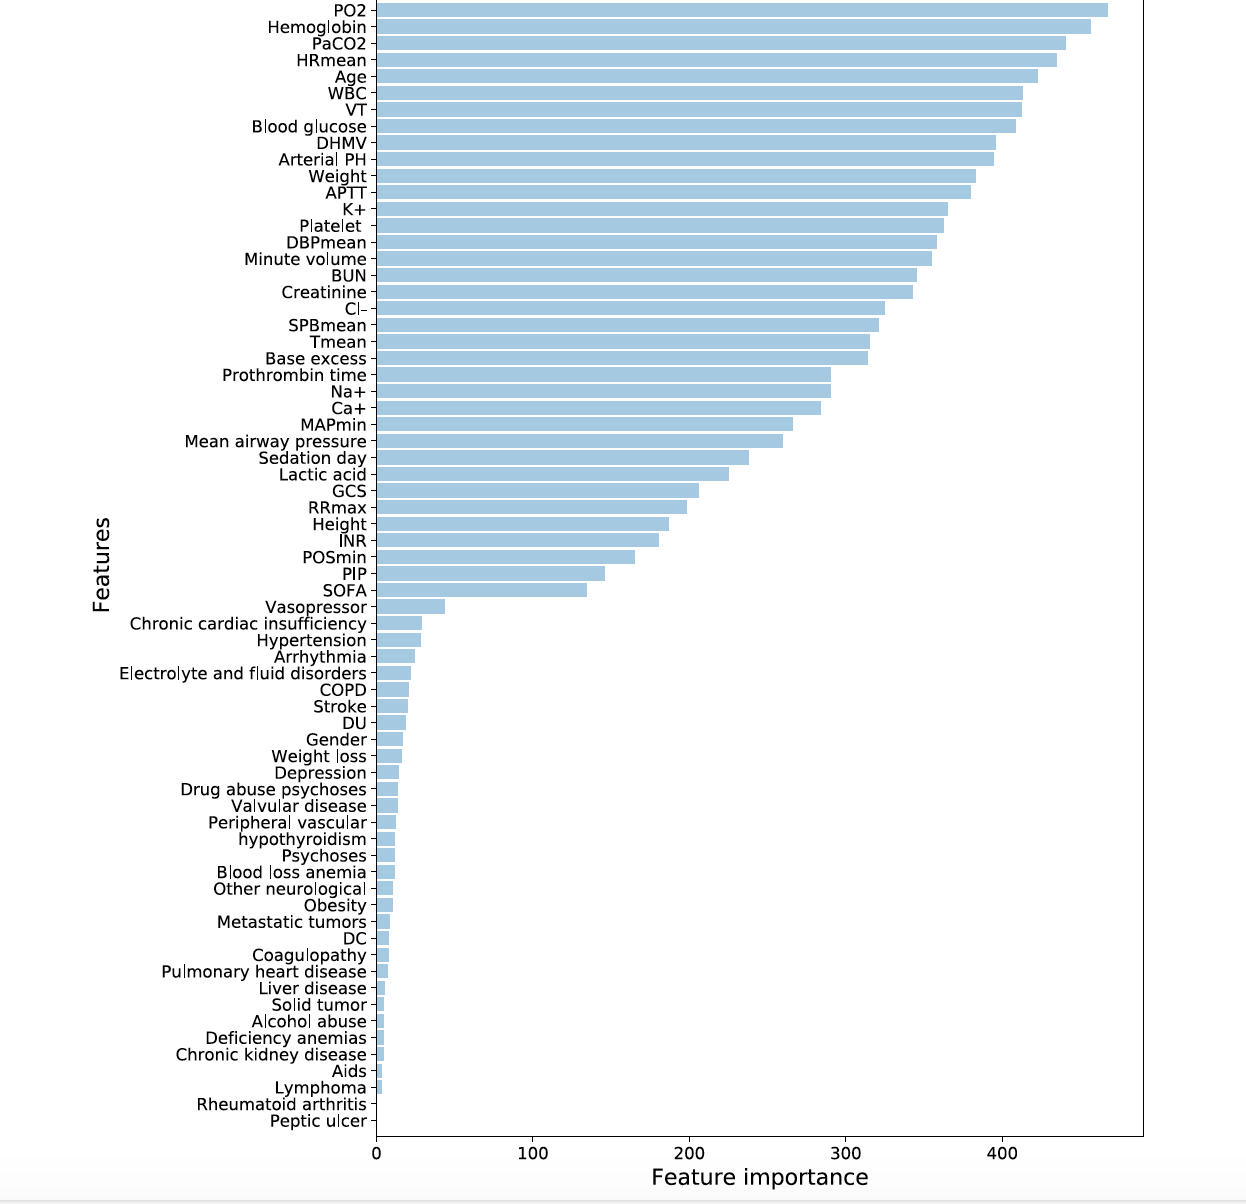 PO2
Hemoglobin
PaCO2
HRmean
Age
WBC
VT
Blood glucose
DHMV
Arterial PH
Weight
APTT
K+
Platelet
DBPmean
Minute volume
BUN
Creatinine
Cl-
SPBmean
Tmean
Base excess
Prothrombin time
Na+
Ca+
MAPmin
Mean airway pressure
Sedation day
Lactic acid
GCS
RRmax
Height
INR
POSmin
PIP
SOFA
Vasopressor
Chronic cardiac insufficiency
Hypertension
Arrhythmia
Electrolyte and fluid disorders
COPD
Stroke
DU
Gender
Weight loss
Depression
Drug abuse psychoses
Valvular disease
Peripheral vascular
hypothyroidism
Psychoses
Blood loss anemia
Other neurological
Obesity
Metastatic tumors
DC
Coagulopathy
Pulmonary heart disease
Liver disease
Solid tumor
Alcohol abuse
Deficiency anemias
Chronic kidney disease
Aids
Lymphoma
Rheumatoid arthritis
Peptic ulcer
Features
0 100 200 300 400
Feature importance